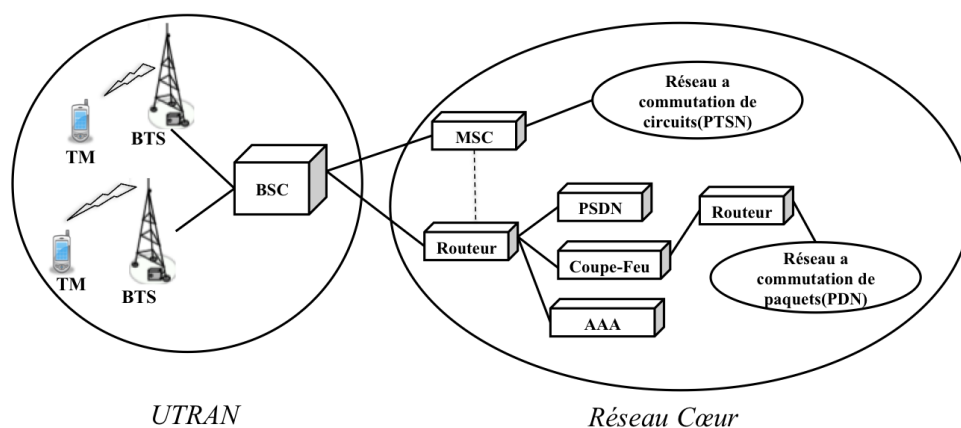 TM
BTS
TM
BTS
BSC
MSC
Réseau a
commutation de
circuits(PTSN)
Routeur
PSDN
Coupe-Feu
AAA
Routeur
Réseau a
commutation de
paquets(PDN)
UTRAN
Réseau Cœur